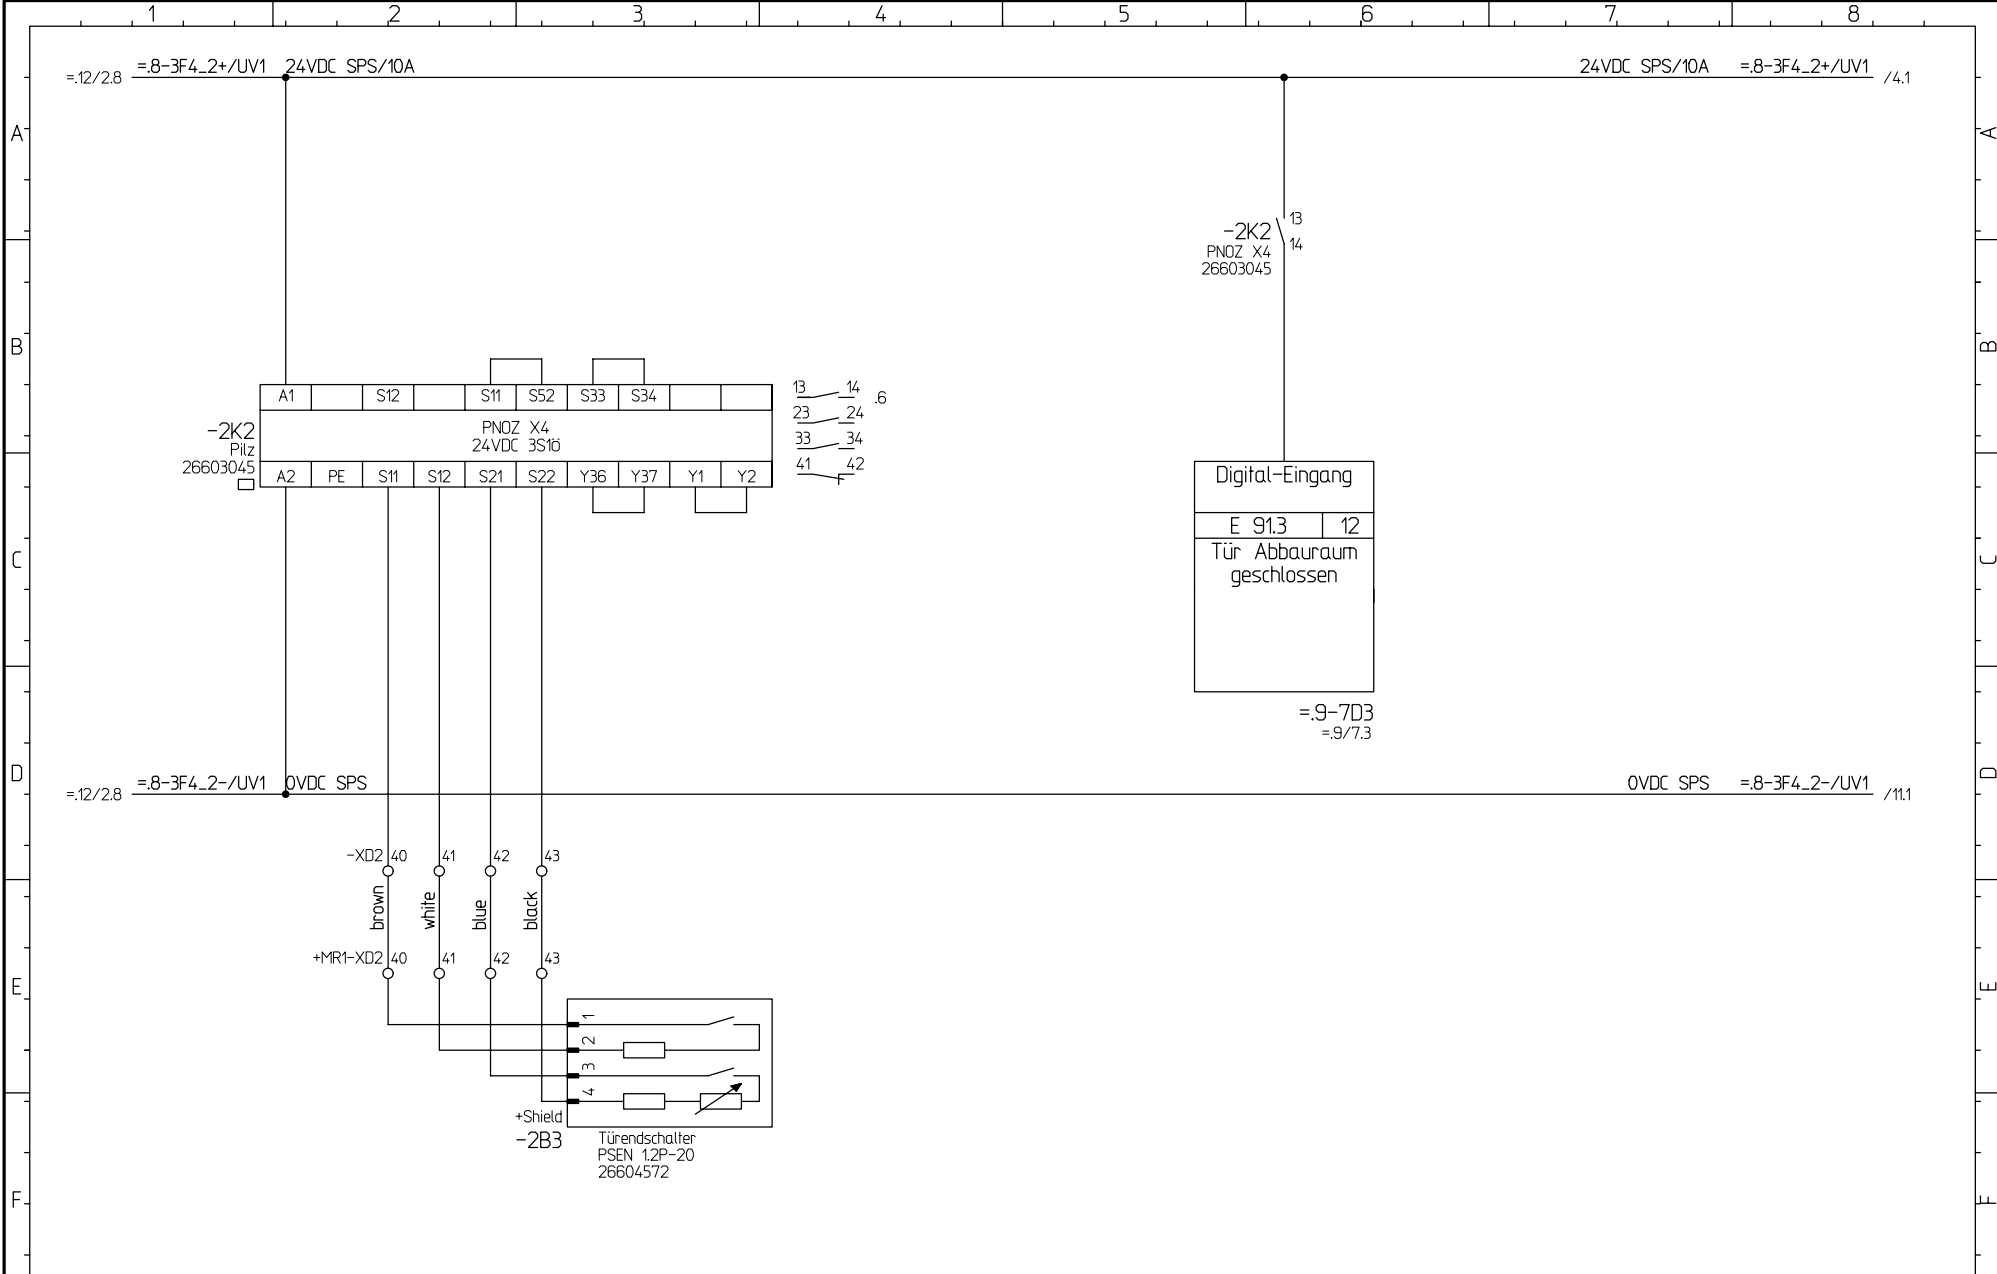 1 2 3 4 5 6 7 8
=.12/2.8 =.8-3F4_2+/UV1 24VDC SPS/10A 24VDC SPS/10A =.8-3F4_2+/UV1 /4.1
A A
13
-2K2
14
PNOZ X4
26603045
B B
A1 S12 S11 S52 S33 S34
13 14 .6
23 24
33 34
41 42
-2K2
Pilz
26603045
PNOZ X4
24VDC 3S1ö
A2 PE S11 S12 S21 S22 Y36 Y37 Y1 Y2
Digital-Eingang
E 91.3 12
Tür Abbauraum
geschlossen
C C
=.9-7D3
=.9/7.3
D D
=.12/2.8 =.8-3F4_2-/UV1 0VDC SPS 0VDC SPS =.8-3F4_2-/UV1 /11.1
-XD2 40 41 42 43
brown white blue black
+MR1-XD2 40 41 42 43
E E
1
2
3
4
+Shield
-2B3
Türendschalter
PSEN 1.2P-20
26604572
F F